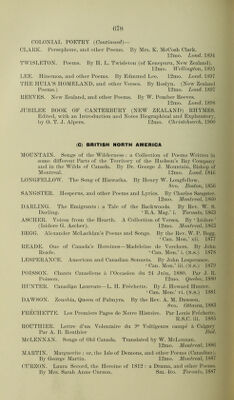 678
COLONIAL POETRY (Continued)—
CLARK. Persephone, and other Poems. By Mrs. K. McCosh Clark.
12mo. Lond. 1894
TWISLETON. Poems. By H. L. Twisleton (of Kenepuru, New Zealand).
12mo. Wellington, 1895
LEE. Hinemoa, and other Poems. By Edmund Lee. 12mo. Lond. 1897
THE HUIA'S HOMELAND, and other Verses. By Roslyn. (New Zealand
Poems.) 12mo. Lond. 1897
REEVES. New Zealand, and other Poems. By W. Pember Reeves.
12mo. Lond. 1898
JUBILEE BOOK OF CANTERBURY (NEW ZEALAND) RHYMES.
Edited, with an Introduction and Notes Biographical and Explanatory,
by O. T. J. Alpers. 12mo. Christchurch, 1900
(C) BRITISH NORTH AMERICA
MOUNTAIN. Songs of the Wilderness: a Collection of Poems Written in
some different Parts of the Territory of the Hudson's Bay Company
and in the Wilds of Canada. By Dr. George J. Mountain, Bishop of
Montreal. 12mo. Lond. 1846
LONGFELLOW. The Song of Hiawatha. By Henry W. Longfellow.
8vo. Boston, 1856
SANGSTER. Hesperus, and other Poems and Lyrics. By Charles Sangster.
12mo. Montreal, 1860
DARLING. The Emigrants: a Tale of the Backwoods. By Rev. W. S.
Darling. 'B.A. Mag.' I. Toronto, 1863
ASCHER. Voices from the Hearth. A Collection of Verses. By "Isidore"
(Isidore G. Ascher). 12mo. Montreal, 1863
BEGG. Alexander McLachlan's Poems and Songs. By the Rev. W. P. Begg.
'Can. Mon.' xii. 1877
READE. One of Canada's Heroines—Madeleine de Verchères. By John
Reade. 'Can. Mon.' i. (N.S.) 1878
LESPERANCE. American and Canadian Sonnets. By John Lesperance.
'Can. Mon.' ii. (N.S.) 1879
POISSON. Chants Canadiens à l'Occasion du 24 Juin, 1880. Par J. R.
Poisson. 12mo. Quebec, 1880
HUNTER. Canadian Laureate—L. H. Fréchette. By J. Howard Hunter.
'Can. Mon.' vi. (N.S.) 1881
DAWSON. Zenobia, Queen of Palmyra. By the Rev. A. M. Dawson.
8vo. Ottawa, 1883
FRÉCHETTE. Les Premiers Pages de Notre Histoire. Par Louis Fréchette.
R.S.C. iii. 1885
ROUTHIER. Lettre d'un Volontaire du 9e Voltigeurs campé à Calgary
Par A. B. Routhier Ibid.
McLENNAN. Songs of Old Canada. Translated by W. McLennan.
12mo. Montreal, 1886
MARTIN. Marguerite; or, the Isle of Demons, and other Poems (Canadian).
By George Martin. 12mo. Montreal, 1887
CURZON. Laura Secord, the Heroine of 1812: a Drama, and other Poems.
By Mrs. Sarah Anne Curzon. Sm. 4to. Toronto, 1887